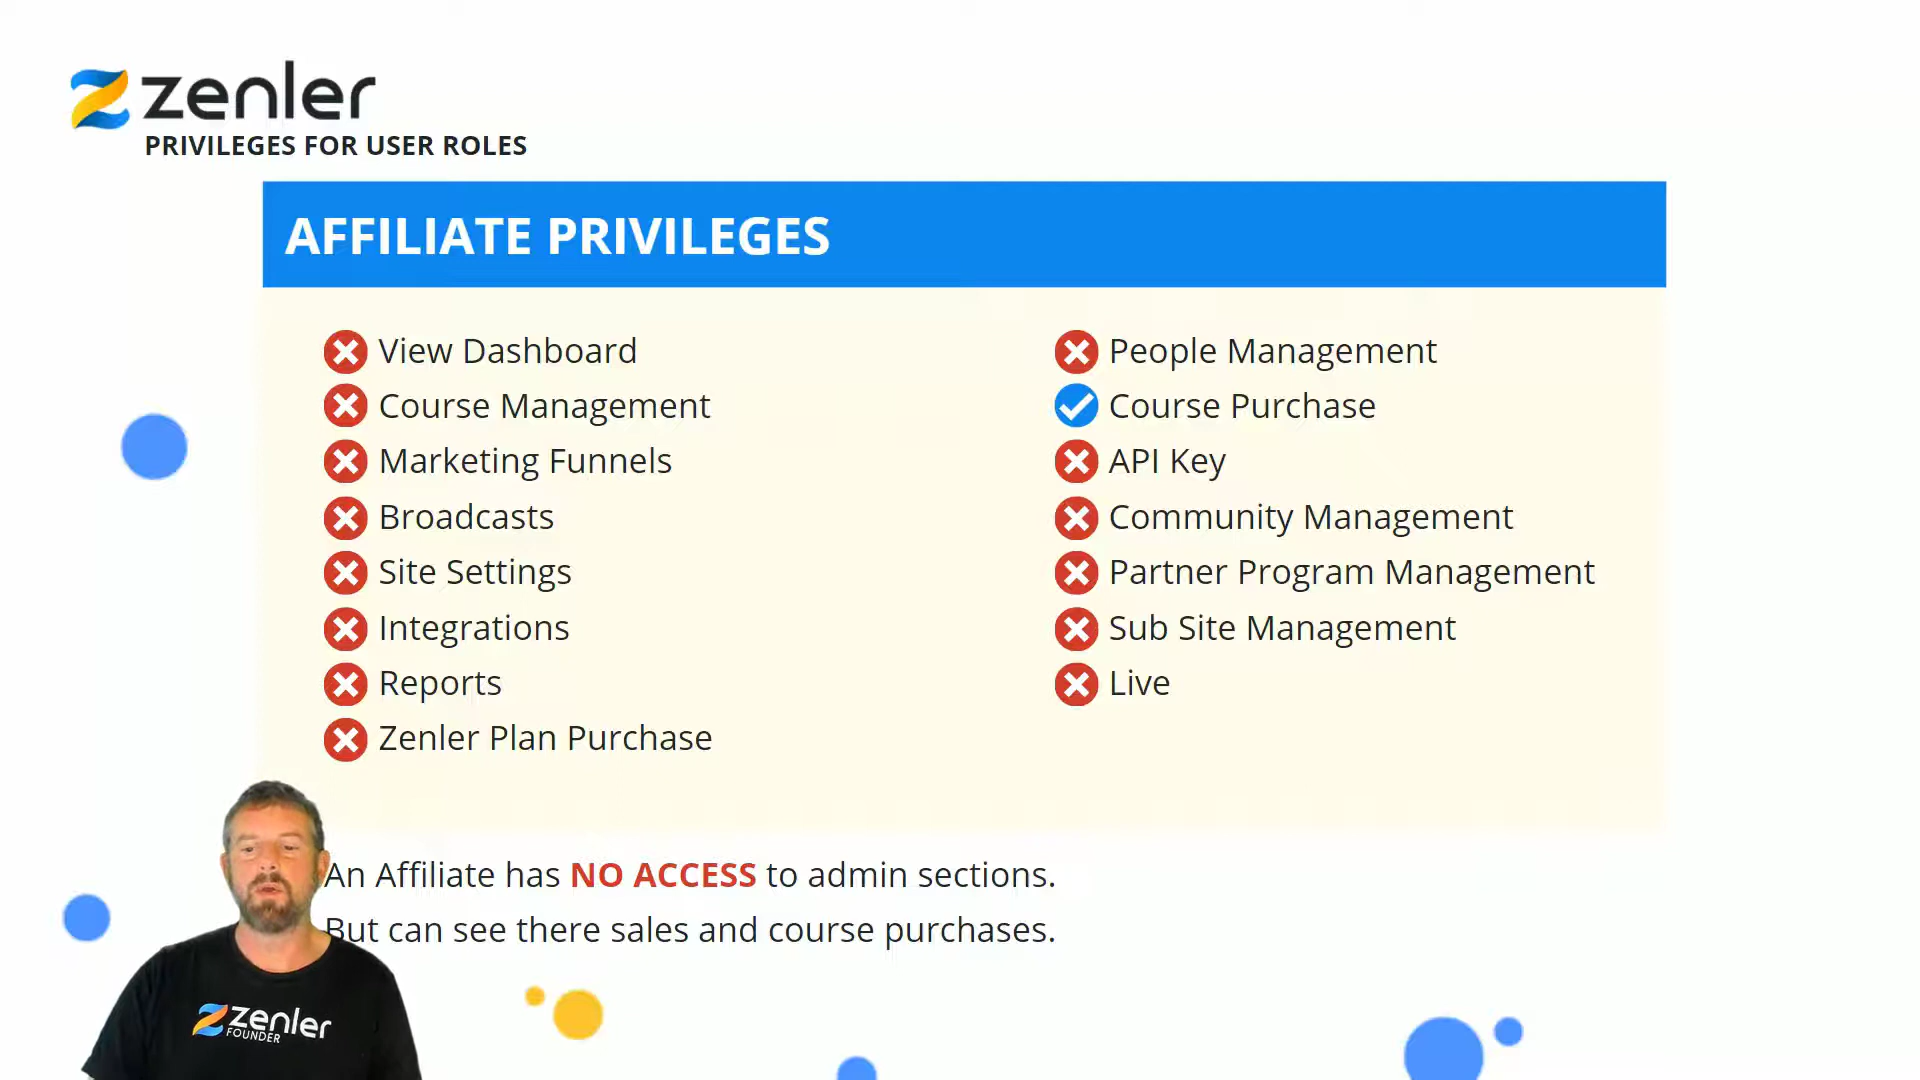 zenler
PRIVILEGES FOR USER ROLES
AFFILIATE PRIVILEGES
View Dashboard
Course Management
Marketing Funnels
Broadcasts
Site Settings
Integrations
Reports
Zenler Plan Purchase
People Management
Course Purchase
API Key
Community Management
Partner Program Management
Sub Site Management
Live
An Affiliate has NO ACCESS to admin sections.
But can see there sales and course purchases.
zenler
FOUNDER